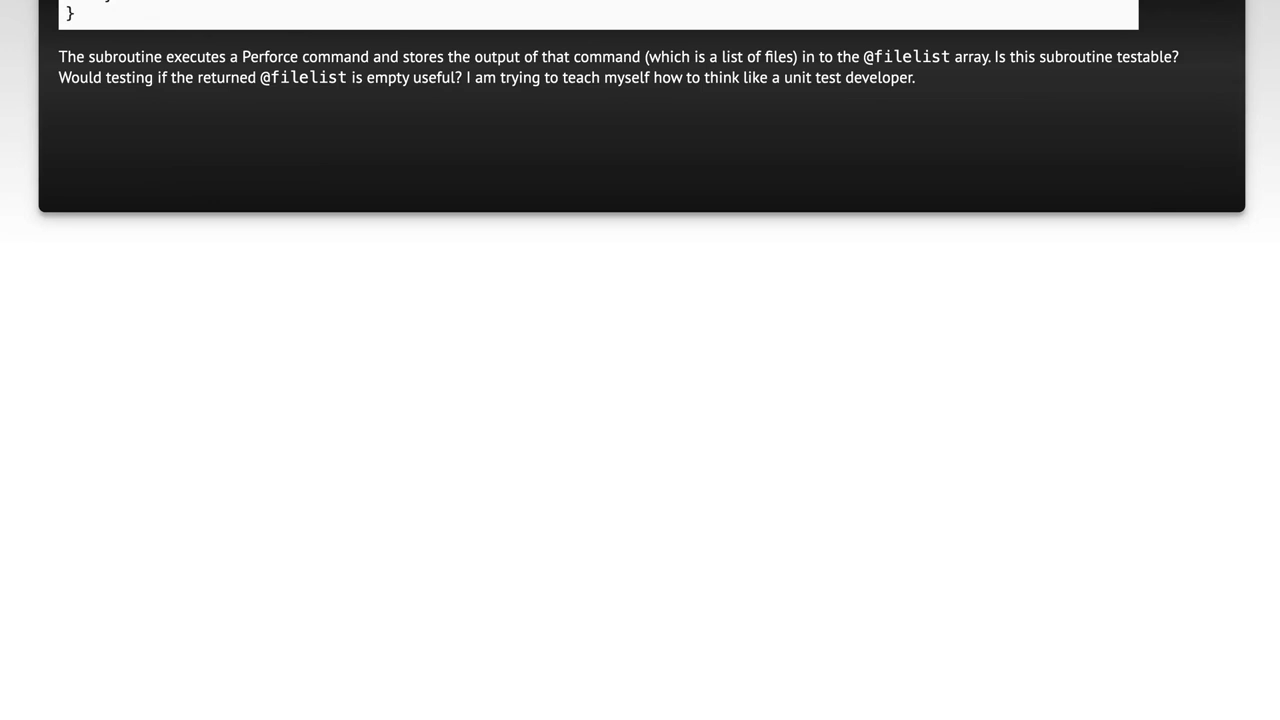 }
The subroutine executes a Perforce command and stores the output of that command (which is a list of files) in to the @filelist array. Is this subroutine testable?
Would testing if the returned @filelist is empty useful? I am trying to teach myself how to think like a unit test developer.